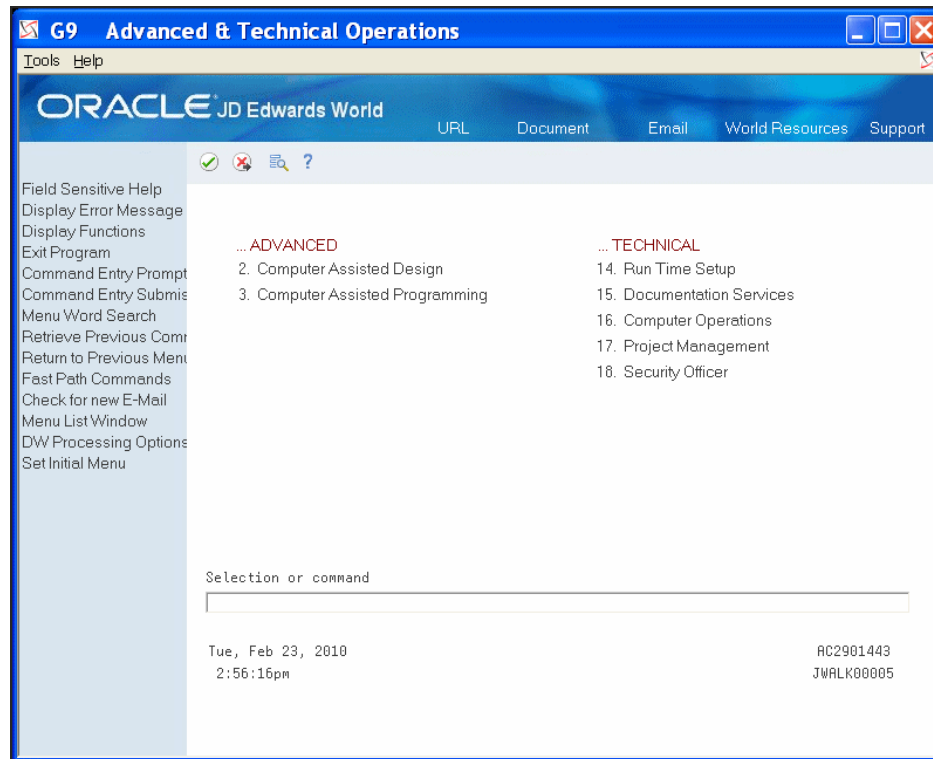 G9 Advanced & Technical Operations
Tools Help
ORACLE JD Edwards World
URL Document Email World Resources Support
Field Sensitive Help
Display Error Message
Display Functions
Exit Program
Command Entry Prompt
Command Entry Submis
Menu Word Search
Retrieve Previous Comm
Return to Previous Menu
Fast Path Commands
Check for new E-Mail
Menu List Window
DW Processing Options
Set Initial Menu
... ADVANCED
2. Computer Assisted Design
3. Computer Assisted Programming
... TECHNICAL
14. Run Time Setup
15. Documentation Services
16. Computer Operations
17. Project Management
18. Security Officer
Selection or command
Tue, Feb 23, 2010 AC2901443
2:56:16pm JWALK00005